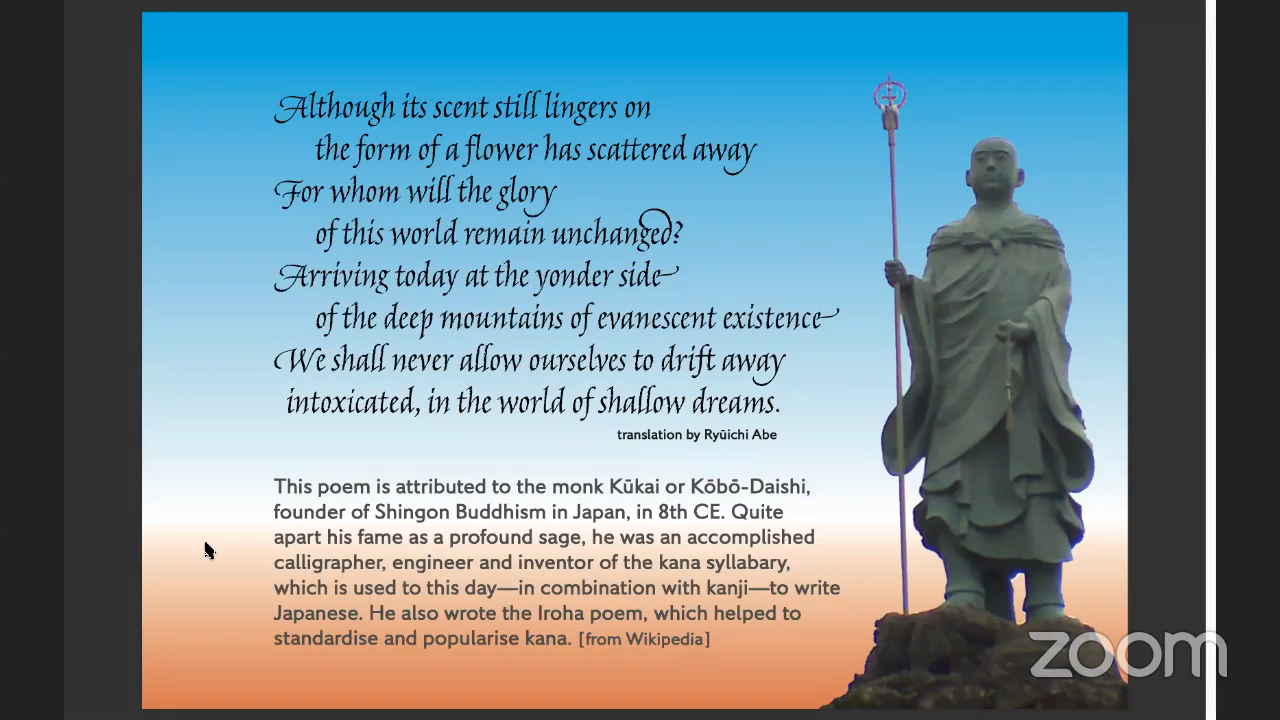 Although its scent still lingers on
the form of a flower has scattered away
For whom will the glory
of this world remain unchanged?
Arriving today at the yonder side
of the deep mountains of evanescent existence
We shall never allow ourselves to drift away
intoxicated, in the world of shallow dreams.
translation by Ryūichi Abe
This poem is attributed to the monk Kūkai or Kōbō-Daishi,
founder of Shingon Buddhism in Japan, in 8th CE. Quite
apart his fame as a profound sage, he was an accomplished
calligrapher, engineer and inventor of the kana syllabary,
which is used to this day—in combination with kanji—to write
Japanese. He also wrote the Iroha poem, which helped to
standardise and popularise kana. [from Wikipedia]
zoom